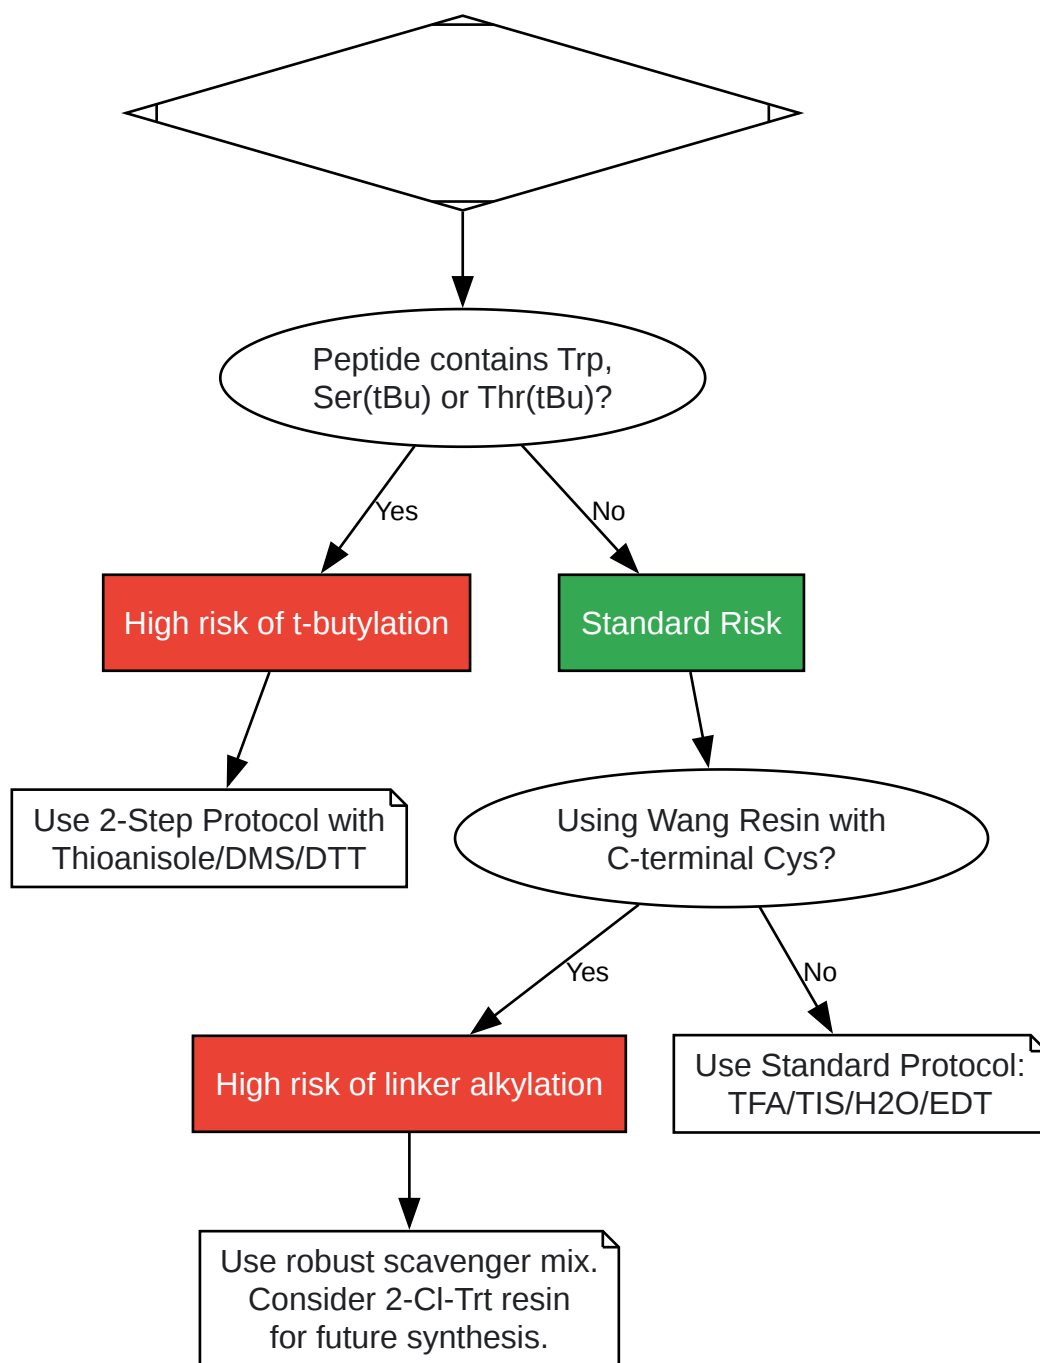 Peptide contains Trp,
Ser(tBu) or Thr(tBu)?
Yes
No
High risk of t-butylation
Standard Risk
Use 2-Step Protocol with
Thioanisole/DMS/DTT
Using Wang Resin with
C-terminal Cys?
Yes
No
High risk of linker alkylation
Use Standard Protocol:
TFA/TIS/H2O/EDT
Use robust scavenger mix.
Consider 2-Cl-Trt resin
for future synthesis.